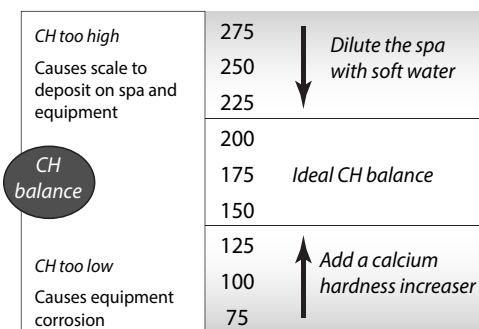 CH too high
Causes scale to
deposit on spa and
equipment
275
250
225
Dilute the spa
with soft water
CH
balance
200
175
150
Ideal CH balance
CH too low
Causes equipment
corrosion
125
100
75
Add a calcium
hardness increaser